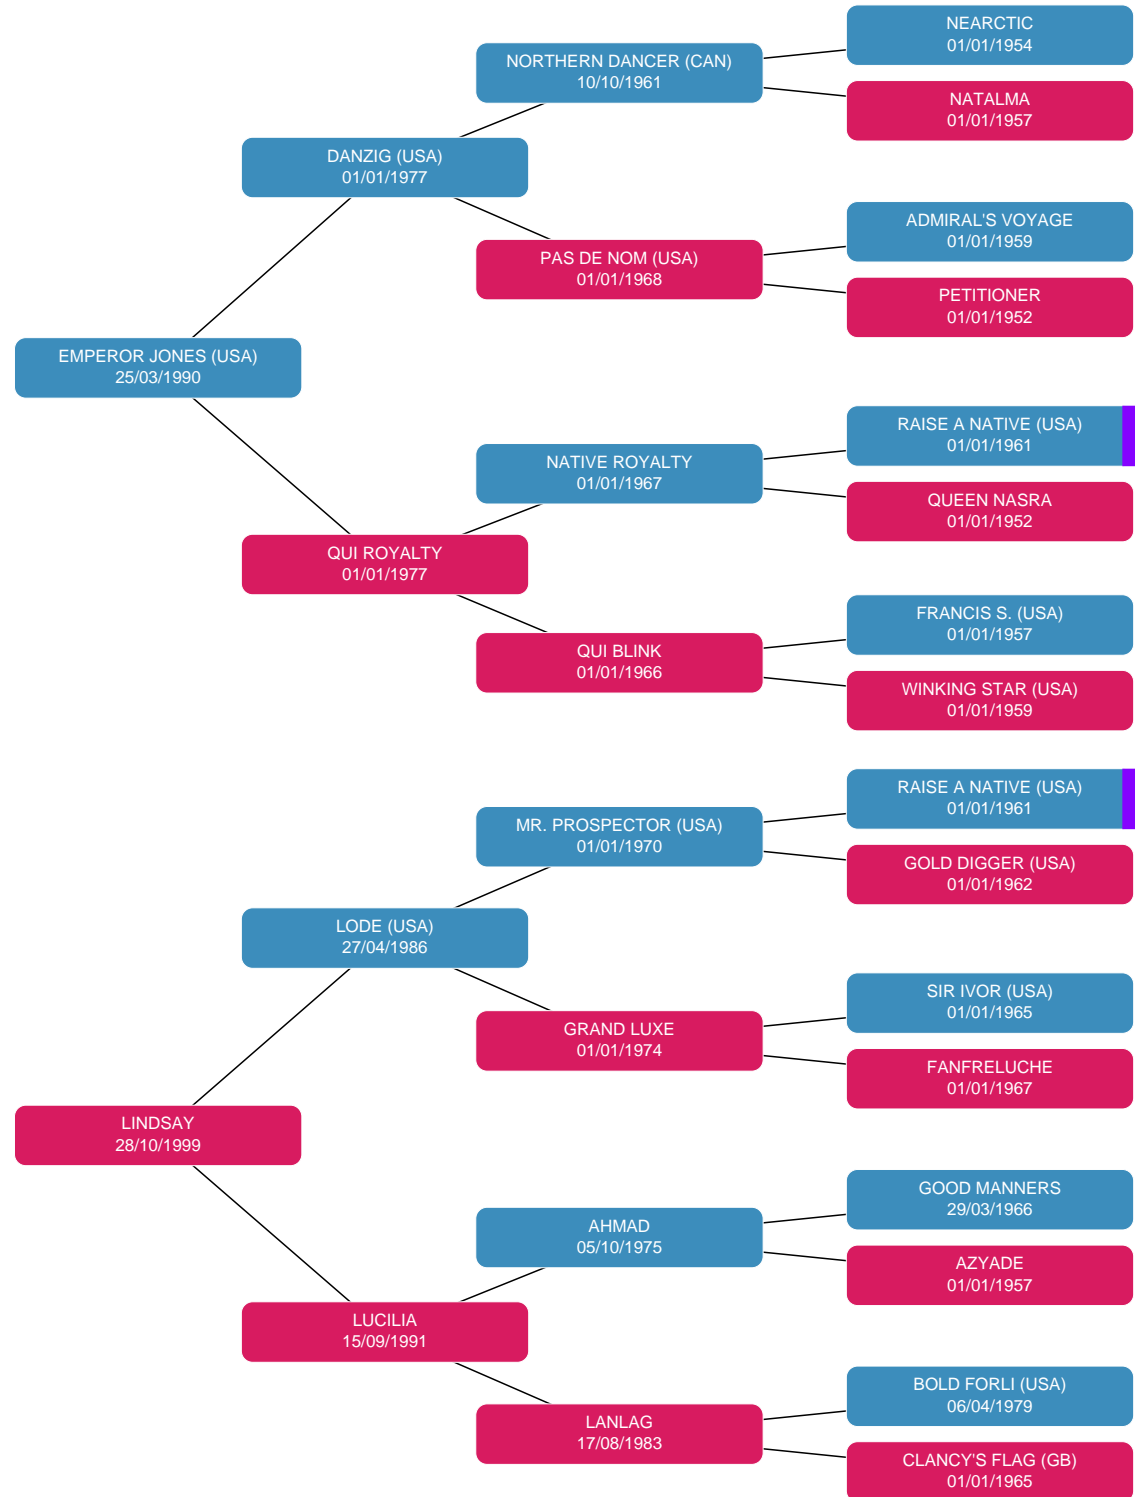 NEARCTIC
01/01/1954
NORTHERN DANCER (CAN)
10/10/1961
NATALMA
01/01/1957
DANZIG (USA)
01/01/1977
ADMIRAL'S VOYAGE
01/01/1959
PAS DE NOM (USA)
01/01/1968
PETITIONER
01/01/1952
EMPEROR JONES (USA)
25/03/1990
RAISE A NATIVE (USA)
01/01/1961
NATIVE ROYALTY
01/01/1967
QUEEN NASRA
01/01/1952
QUI ROYALTY
01/01/1977
FRANCIS S. (USA)
01/01/1957
QUI BLINK
01/01/1966
WINKING STAR (USA)
01/01/1959
RAISE A NATIVE (USA)
01/01/1961
MR. PROSPECTOR (USA)
01/01/1970
GOLD DIGGER (USA)
01/01/1962
LODE (USA)
27/04/1986
SIR IVOR (USA)
01/01/1965
GRAND LUXE
01/01/1974
FANFRELUCHE
01/01/1967
LINDSAY
28/10/1999
GOOD MANNERS
29/03/1966
AHMAD
05/10/1975
AZYADE
01/01/1957
LUCILIA
15/09/1991
BOLD FORLI (USA)
06/04/1979
LANLAG
17/08/1983
CLANCY'S FLAG (GB)
01/01/1965